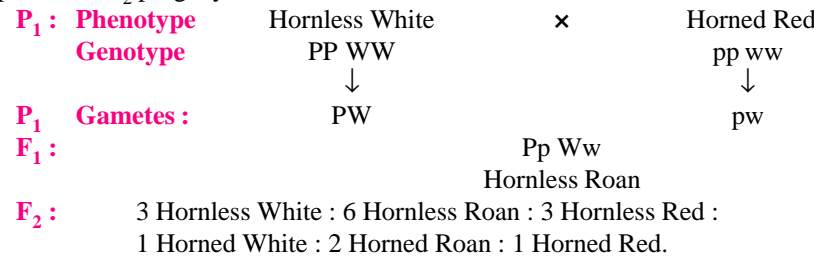 P₁ : Phenotype Hornless White × Horned Red
Genotype PP WW pp ww
↓ ↓
P₁ Gametes : PW pw
F₁ : Pp Ww
Hornless Roan
F₂ : 3 Hornless White : 6 Hornless Roan : 3 Hornless Red :
1 Horned White : 2 Horned Roan : 1 Horned Red.